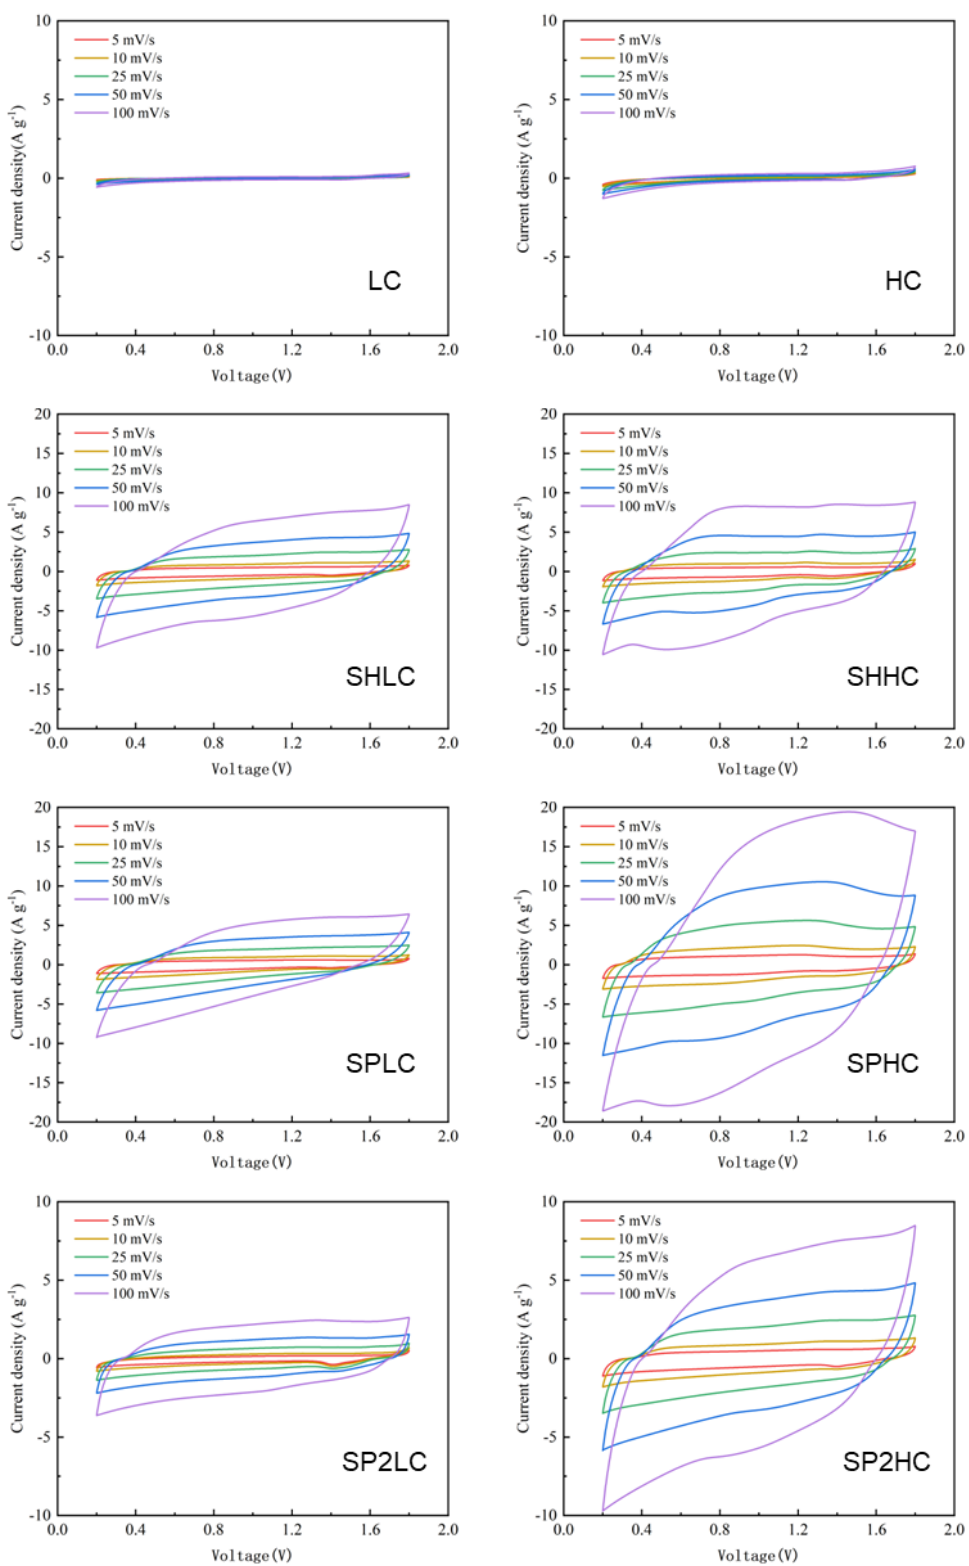 10
5
0
-5
-10
Current density(A g⁻¹)
5 mV/s
10 mV/s
25 mV/s
50 mV/s
100 mV/s
LC
0.0 0.4 0.8 1.2 1.6 2.0
Voltage(V)
10
5
0
-5
-10
Current density (A g⁻¹)
5 mV/s
10 mV/s
25 mV/s
50 mV/s
100 mV/s
HC
0.0 0.4 0.8 1.2 1.6 2.0
Voltage(V)
20
15
10
5
0
-5
-10
-15
-20
Current density (A g⁻¹)
5 mV/s
10 mV/s
25 mV/s
50 mV/s
100 mV/s
SHLC
0.0 0.4 0.8 1.2 1.6 2.0
Voltage(V)
20
15
10
5
0
-5
-10
-15
-20
Current density (A g⁻¹)
5 mV/s
10 mV/s
25 mV/s
50 mV/s
100 mV/s
SHHC
0.0 0.4 0.8 1.2 1.6 2.0
Voltage(V)
20
15
10
5
0
-5
-10
-15
-20
Current density (A g⁻¹)
5 mV/s
10 mV/s
25 mV/s
50 mV/s
100 mV/s
SPLC
0.0 0.4 0.8 1.2 1.6 2.0
Voltage(V)
20
15
10
5
0
-5
-10
-15
-20
Current density (A g⁻¹)
5 mV/s
10 mV/s
25 mV/s
50 mV/s
100 mV/s
SPHC
0.0 0.4 0.8 1.2 1.6 2.0
Voltage(V)
10
5
0
-5
-10
Current density (A g⁻¹)
5 mV/s
10 mV/s
25 mV/s
50 mV/s
100 mV/s
SP2LC
0.0 0.4 0.8 1.2 1.6 2.0
Voltage(V)
10
5
0
-5
-10
Current density (A g⁻¹)
5 mV/s
10 mV/s
25 mV/s
50 mV/s
100 mV/s
SP2HC
0.0 0.4 0.8 1.2 1.6 2.0
Voltage(V)